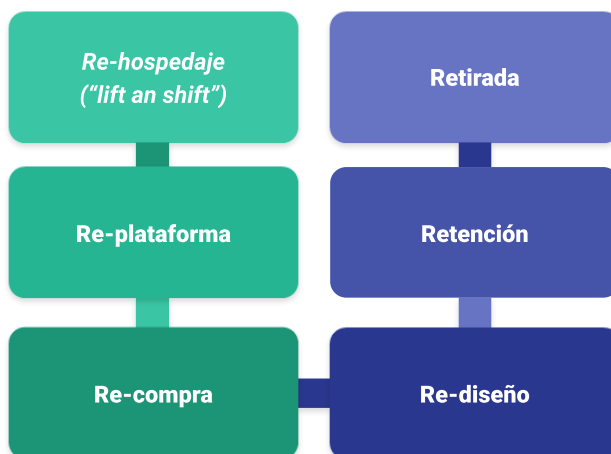 Re-hospedaje
(“lift an shift”)
Re-plataforma
Re-compra
Re-diseño
Retención
Retirada